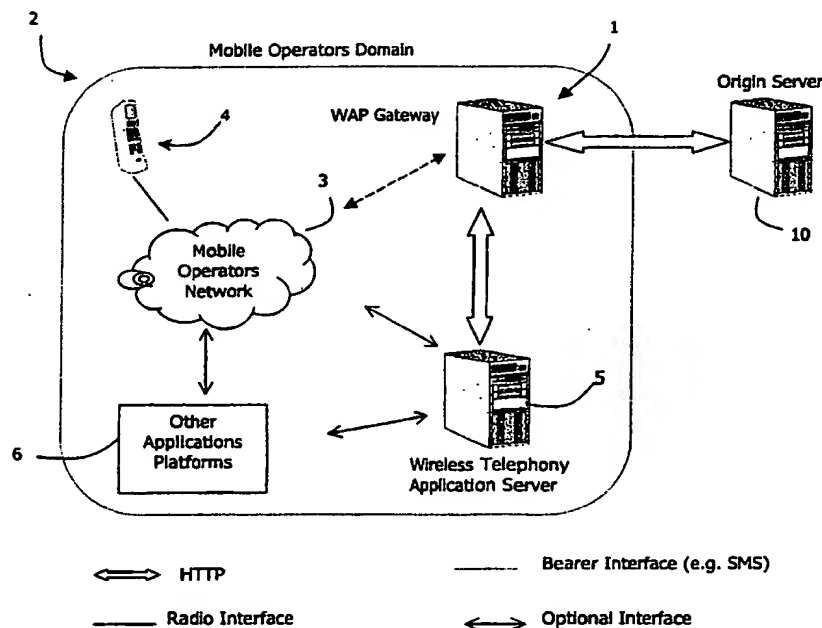 2
Mobile Operators Domain
1
Origin Server
WAP Gateway
4
3
10
Mobile
Operators
Network
5
Other
Applications
Platforms
6
Wireless Telephony
Application Server
HTTP
Bearer Interface (e.g. SMS)
Radio Interface
Optional Interface